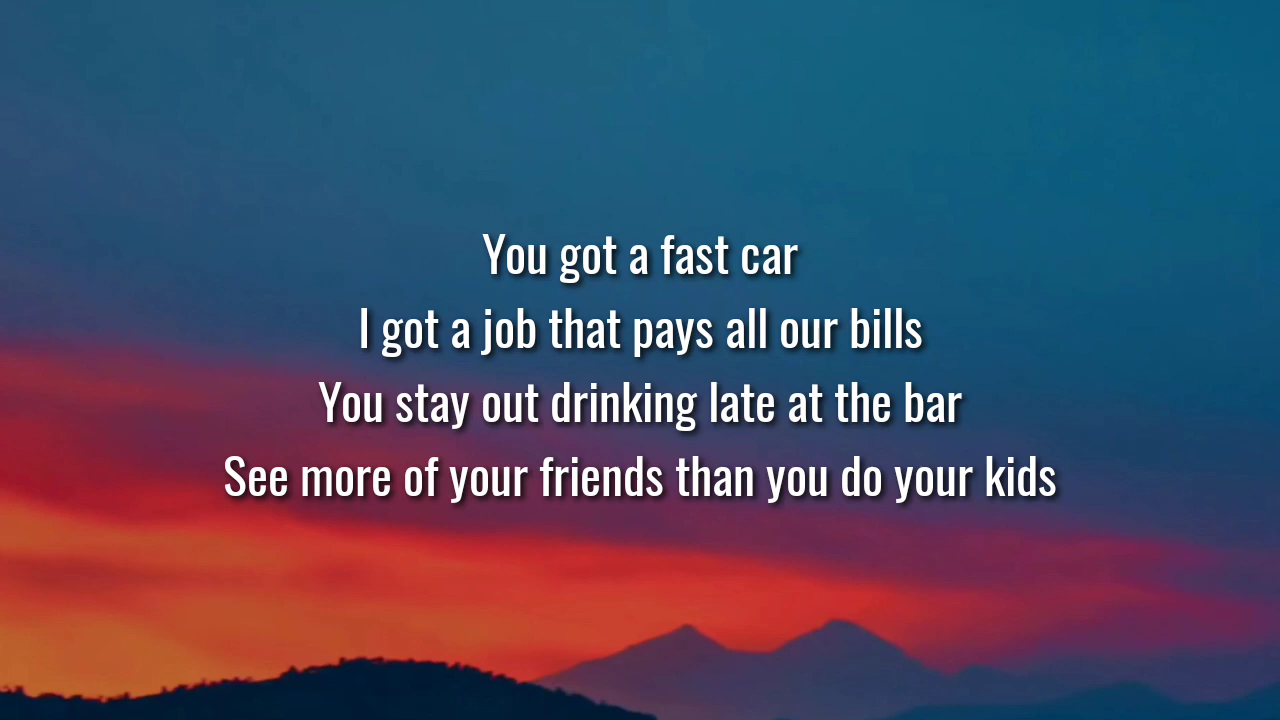 You got a fast car
I got a job that pays all our bills
You stay out drinking late at the bar
See more of your friends than you do your kids